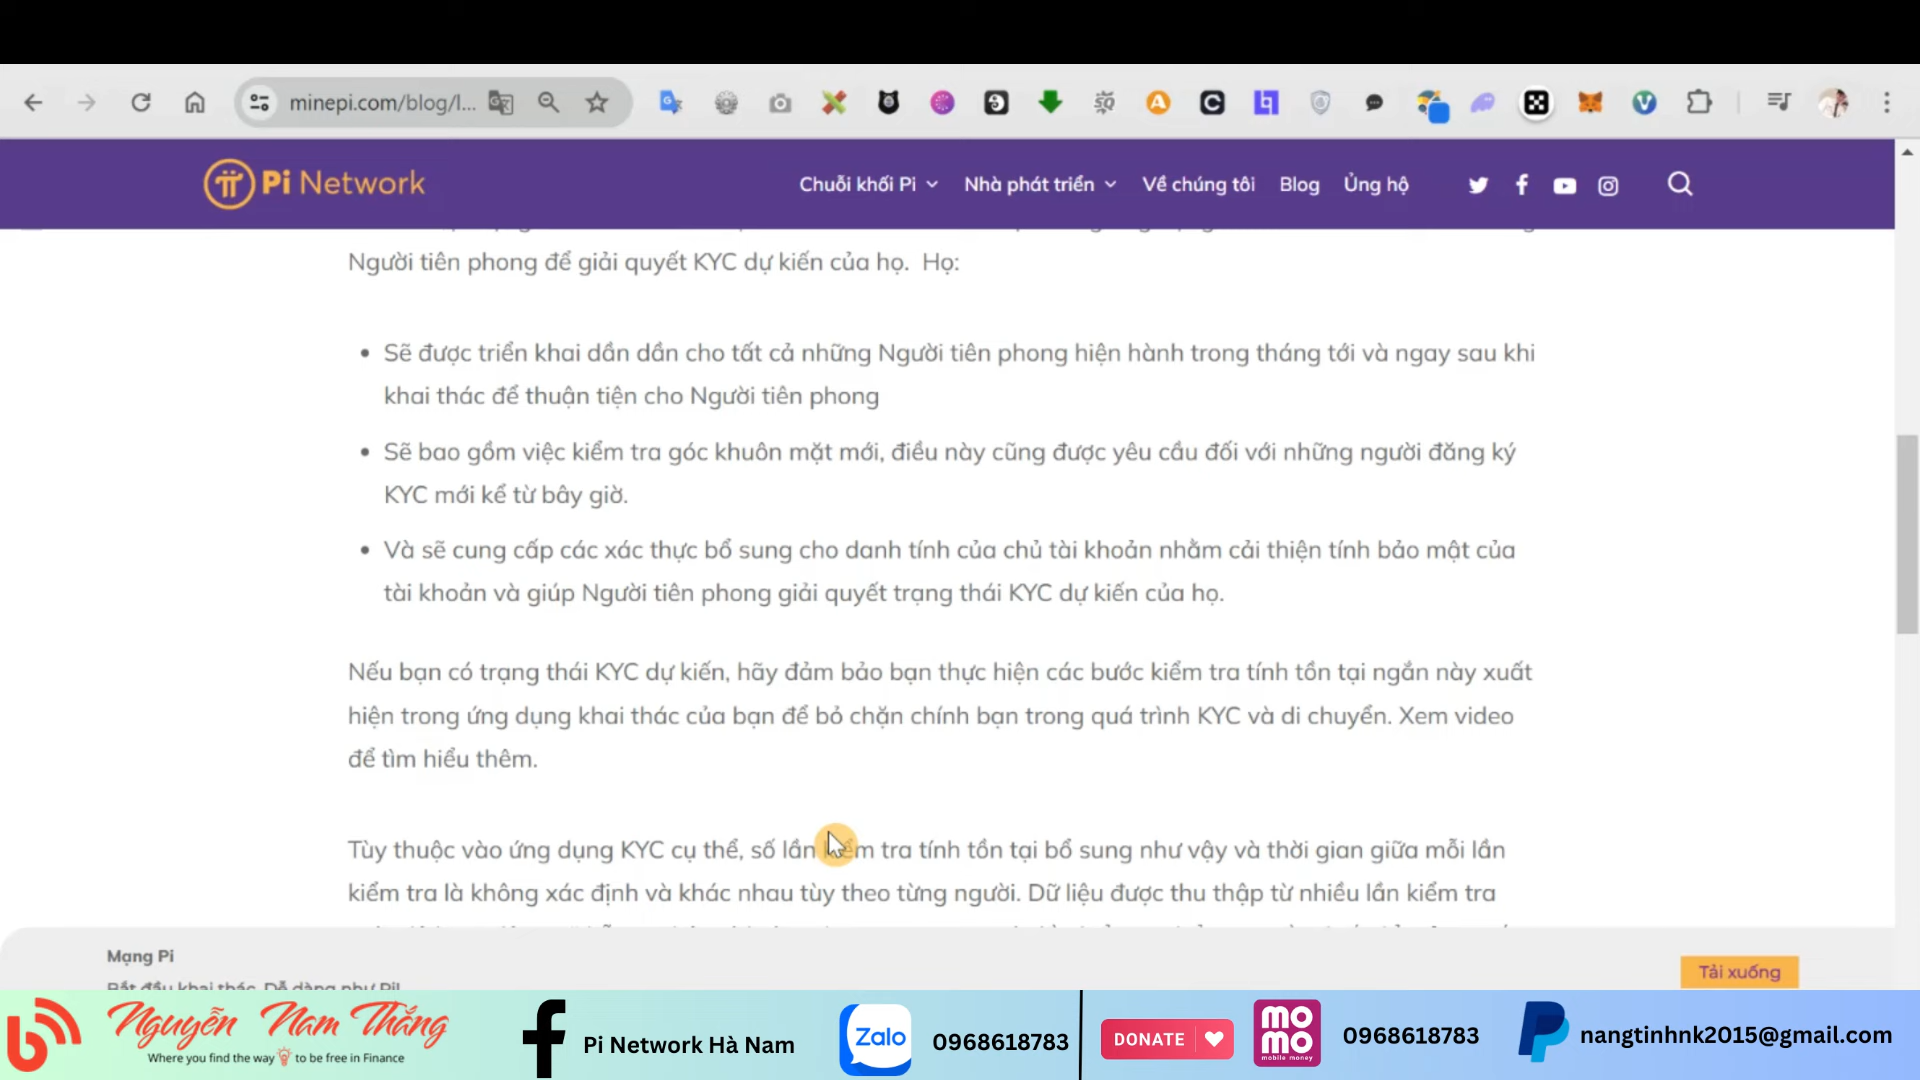 minepi.com/blog/l...
Pi Network
Chuỗi khối Pi
Nhà phát triển
Về chúng tôi
Blog
Ủng hộ
Người tiên phong để giải quyết KYC dự kiến của họ. Họ:
• Sẽ được triển khai dần dần cho tất cả những Người tiên phong hiện hành trong tháng tới và ngay sau khi
khai thác để thuận tiện cho Người tiên phong
• Sẽ bao gồm việc kiểm tra góc khuôn mặt mới, điều này cũng được yêu cầu đối với những người đăng ký
KYC mới kể từ bây giờ.
• Và sẽ cung cấp các xác thực bổ sung cho danh tính của chủ tài khoản nhằm cải thiện tính bảo mật của
tài khoản và giúp Người tiên phong giải quyết trạng thái KYC dự kiến của họ.
Nếu bạn có trạng thái KYC dự kiến, hãy đảm bảo bạn thực hiện các bước kiểm tra tính tồn tại ngắn này xuất
hiện trong ứng dụng khai thác của bạn để bỏ chặn chính bạn trong quá trình KYC và di chuyển. Xem video
để tìm hiểu thêm.
Tùy thuộc vào ứng dụng KYC cụ thể, số lần kiểm tra tính tồn tại bổ sung như vậy và thời gian giữa mỗi lần
kiểm tra là không xác định và khác nhau tùy theo từng người. Dữ liệu được thu thập từ nhiều lần kiểm tra
Mạng Pi
Bắt đầu khai thác. Dễ dàng như Pi!
Tải xuống
Nguyễn Nam Thắng
Where you find the way to be free in Finance
Pi Network Hà Nam
Zalo
0968618783
DONATE
mo
mo
mobile money
0968618783
nangtinhnk2015@gmail.com